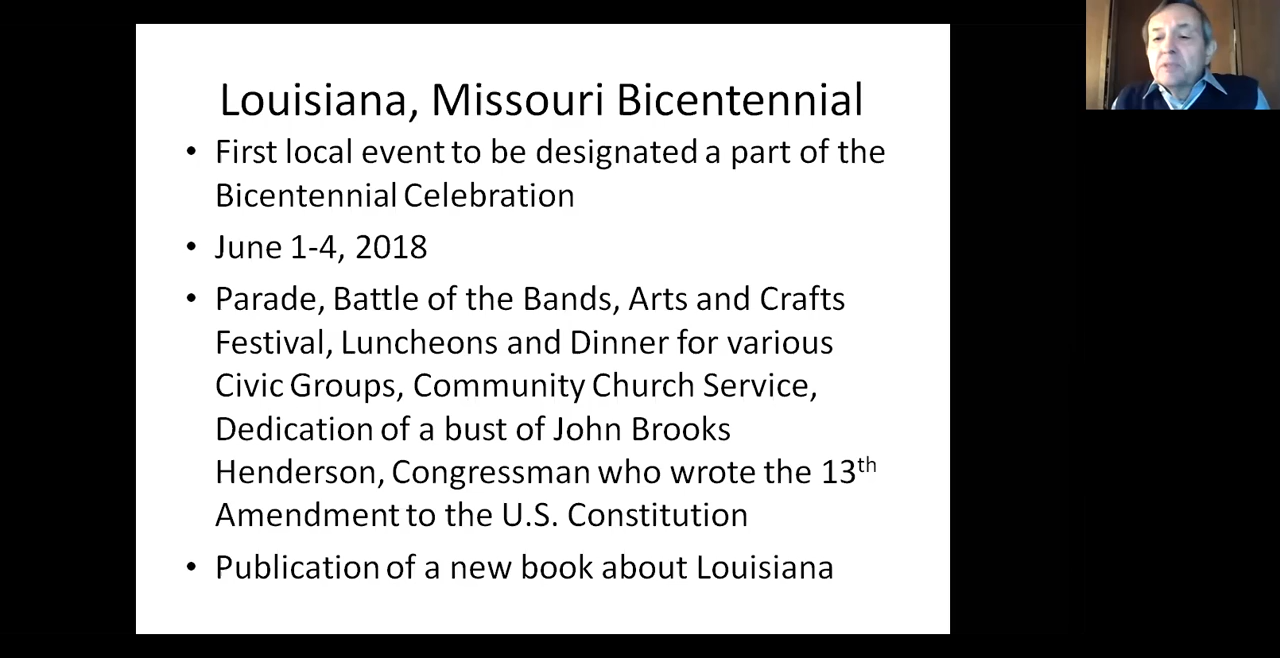 Louisiana, Missouri Bicentennial
• First local event to be designated a part of the
Bicentennial Celebration
• June 1-4, 2018
• Parade, Battle of the Bands, Arts and Crafts
Festival, Luncheons and Dinner for various
Civic Groups, Community Church Service,
Dedication of a bust of John Brooks
Henderson, Congressman who wrote the 13th
Amendment to the U.S. Constitution
• Publication of a new book about Louisiana